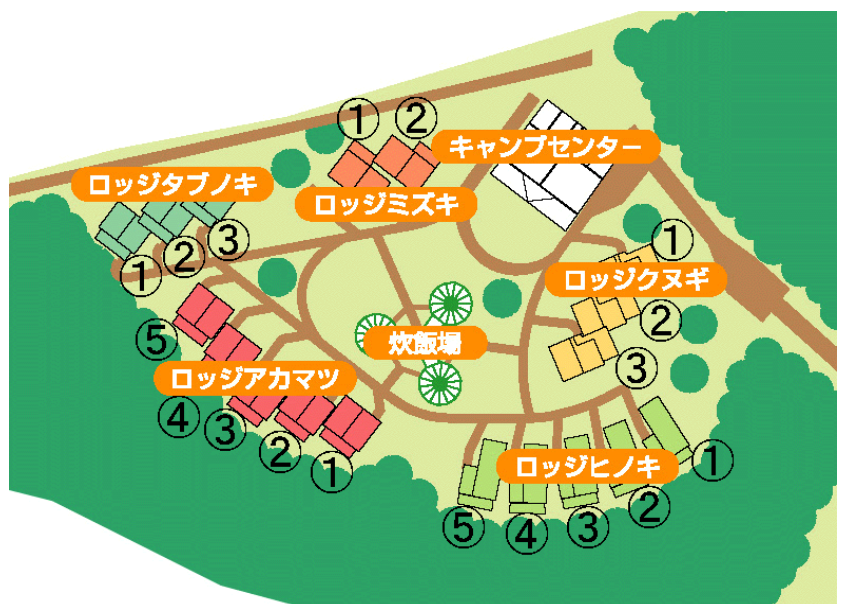 ①
②
キャンプセンター
ロッジタブノキ
ロッジミズキ
①
②
③
①
ロッジクヌギ
②
③
炊飯場
⑤
ロッジアカマツ
④
③
②
①
ロッジヒノキ
①
②
③
④
⑤